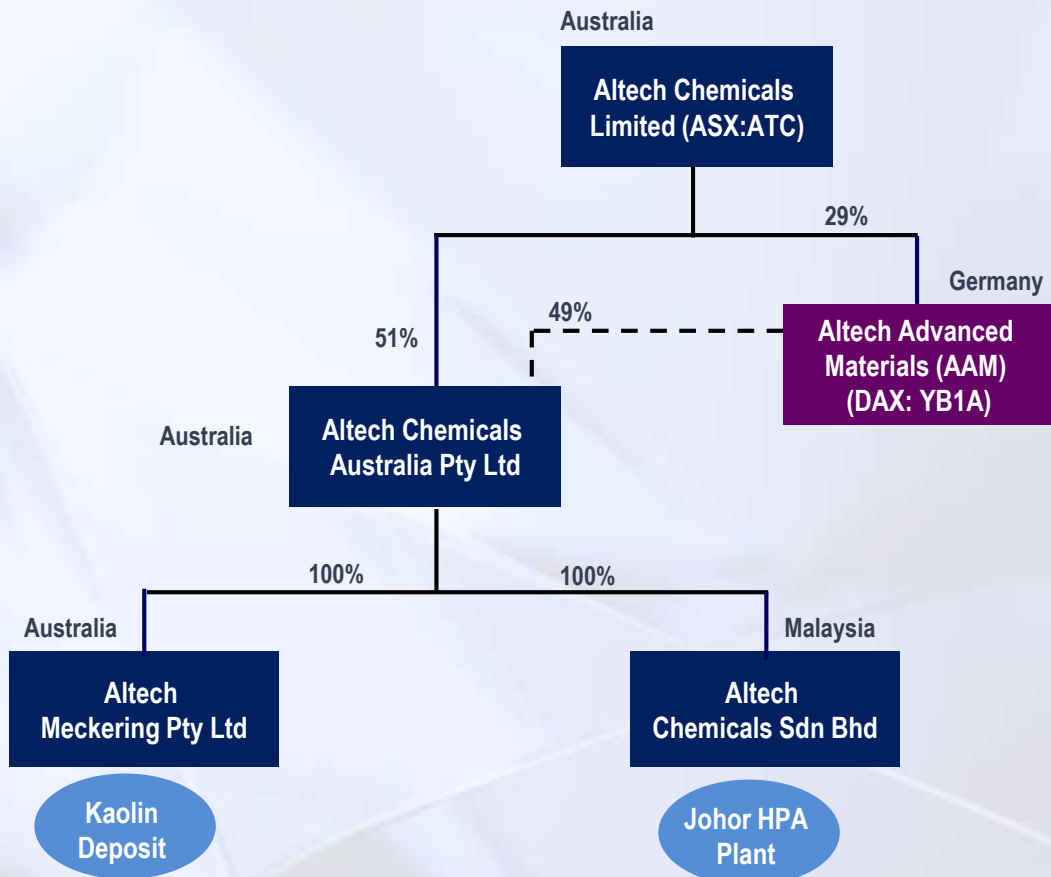 Australia
Altech Chemicals
Limited (ASX:ATC)
29%
Germany
49%
51%
Altech Advanced
Materials (AAM)
(DAX: YB1A)
Australia
Altech Chemicals
Australia Pty Ltd
100%
100%
Australia
Malaysia
Altech
Meckering Pty Ltd
Altech
Chemicals Sdn Bhd
Kaolin
Deposit
Johor HPA
Plant